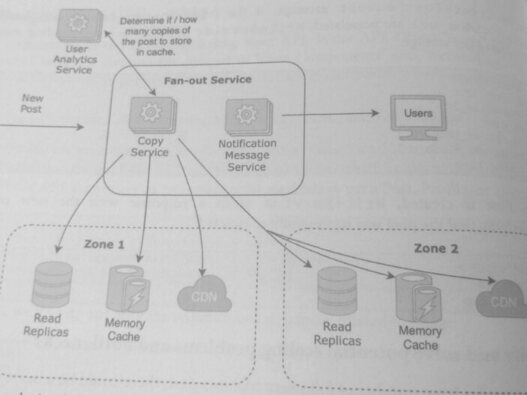 Determine if / how
many copies of
the post to store
in cache.
User
Analytics
Service
Fan-out Service
New
Post
Copy
Service
Notification
Message
Service
Users
Zone 1
Read
Replicas
Memory
Cache
CDN
Zone 2
Read
Replicas
Memory
Cache
CDN